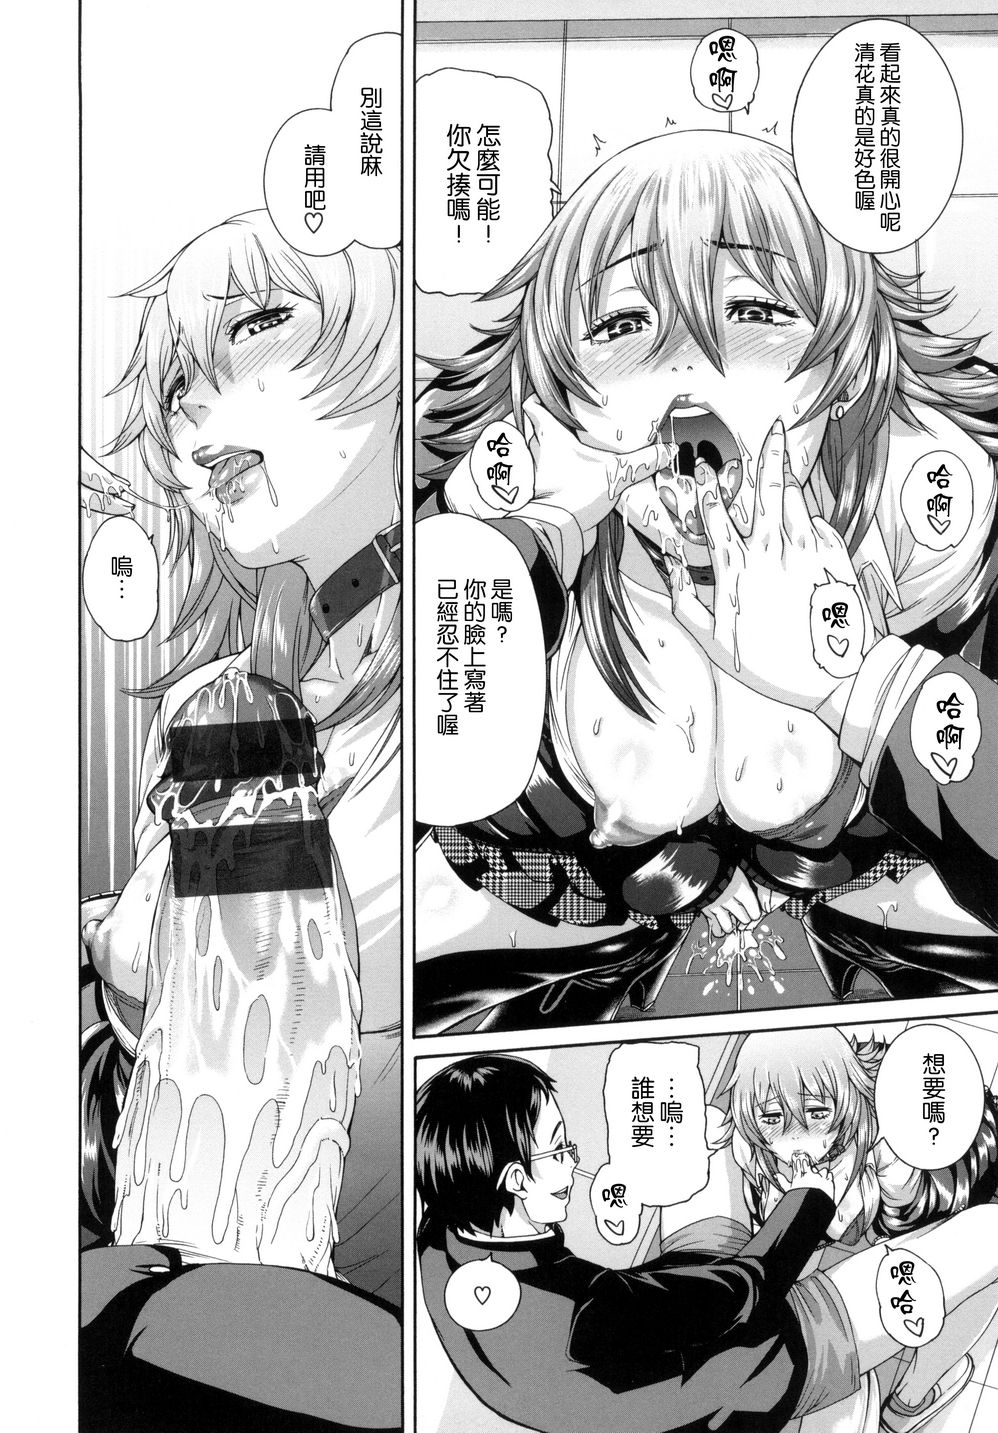 看起來真的很開心呢
清花真的是好色喔
嗯啊♡
怎麼可能!
你欠揍嗎!
哈啊♡
哈啊♡
嗯♡
哈啊♡
是嗎?
你的臉上寫著
已經忍不住了喔
想要嗎?
…嗚…
誰想要
嗯♡
嗯哈♡
♡
別這說麻
請用吧♡
嗚…